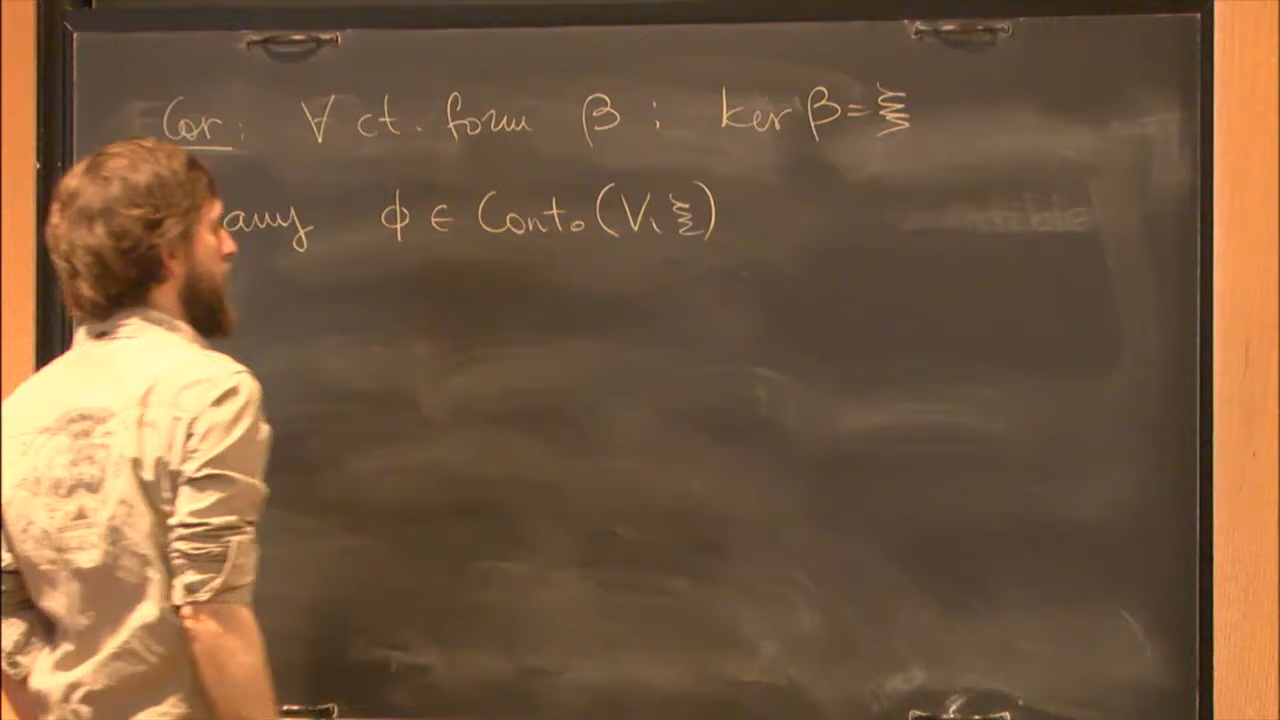 Cor: ∀ ct. form β ; ker β = ξ
any ϕ ∈ Cont₀(V, ξ)